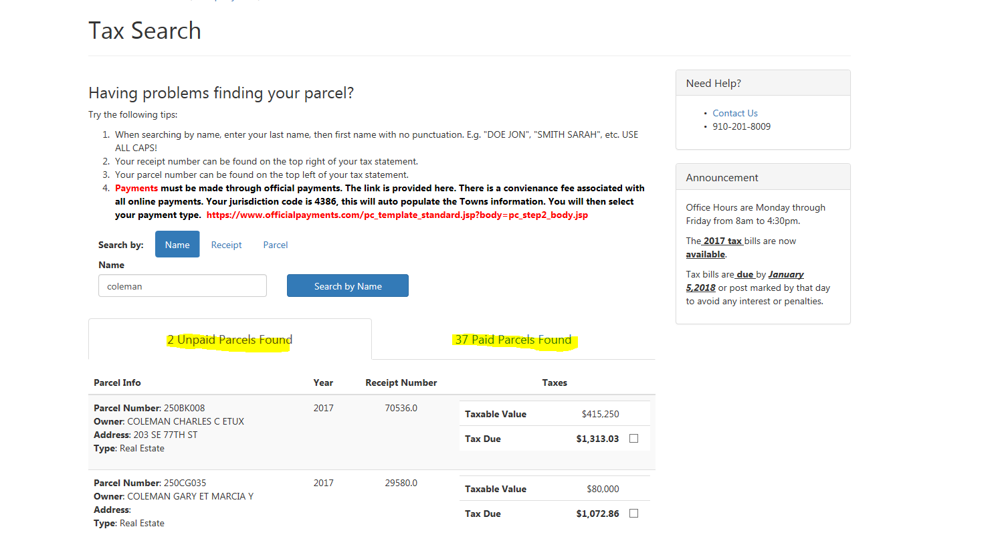 Tax Search
Having problems finding your parcel?
Try the following tips:
1. When searching by name, enter your last name, then first name with no punctuation. E.g. "DOE JON", "SMITH SARAH", etc. USE
ALL CAPS!
2. Your receipt number can be found on the top right of your tax statement.
3. Your parcel number can be found on the top left of your tax statement.
4. Payments must be made through official payments. The link is provided here. There is a convienance fee associated with
all online payments. Your jurisdiction code is 4386, this will auto populate the Towns information. You will then select
your payment type. https://www.officialpayments.com/pc_template_standard.jsp?body=pc_step2_body.jsp
Search by: Name Receipt Parcel
Name
coleman Search by Name
2 Unpaid Parcels Found 37 Paid Parcels Found
Parcel Info Year Receipt Number Taxes
Parcel Number: 250BK008 2017 70536.0
Taxable Value $415,250
Owner: COLEMAN CHARLES C ETUX
Address: 203 SE 77TH ST
Tax Due $1,313.03
Type: Real Estate
Parcel Number: 250CG035 2017 29580.0
Taxable Value $80,000
Owner: COLEMAN GARY ET MARCIA Y
Address:
Tax Due $1,072.86
Type: Real Estate
Need Help?
• Contact Us
• 910-201-8009
Announcement
Office Hours are Monday through
Friday from 8am to 4:30pm.
The 2017 tax bills are now
available.
Tax bills are due by January
5,2018 or post marked by that day
to avoid any interest or penalties.